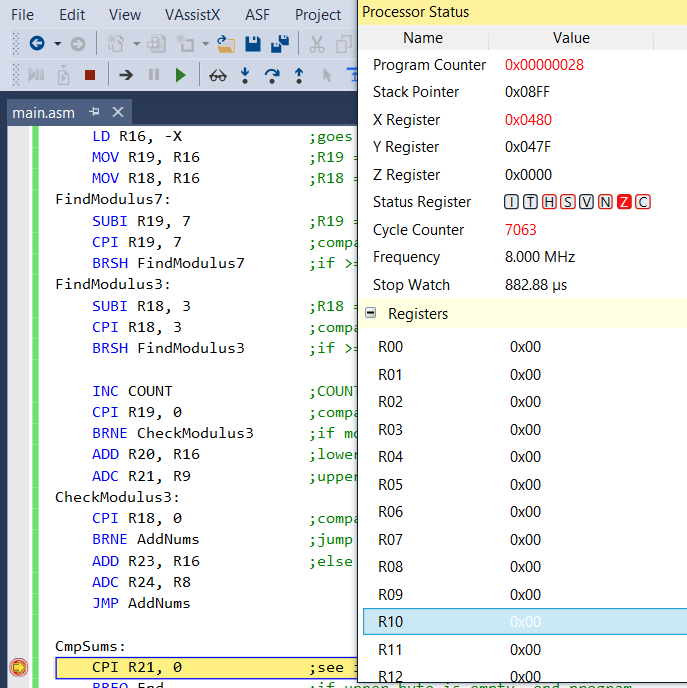 File Edit View VAssistX ASF Project
main.asm
LD R16, -X ;goes
MOV R19, R16 ;R19 =
MOV R18, R16 ;R18 =
FindModulus7:
SUBI R19, 7 ;R19 =
CPI R19, 7 ;compa
BRSH FindModulus7 ;if >=
FindModulus3:
SUBI R18, 3 ;R18 =
CPI R18, 3 ;compa
BRSH FindModulus3 ;if >=
INC COUNT ;COUNT
CPI R19, 0 ;compa
BRNE CheckModulus3 ;if mo
ADD R20, R16 ;lower
ADC R21, R9 ;upper
CheckModulus3:
CPI R18, 0 ;compa
BRNE AddNums ;jump
ADD R23, R16 ;else
ADC R24, R8
JMP AddNums
CmpSums:
CPI R21, 0 ;see
BREQ End ;if upper byte is empty, end program
Processor Status
Name Value
Program Counter 0x00000028
Stack Pointer 0x08FF
X Register 0x0480
Y Register 0x047F
Z Register 0x0000
Status Register I T H S V N Z C
Cycle Counter 7063
Frequency 8.000 MHz
Stop Watch 882.88 µs
Registers
R00 0x00
R01 0x00
R02 0x00
R03 0x00
R04 0x00
R05 0x00
R06 0x00
R07 0x00
R08 0x00
R09 0x00
R10 0x00
R11 0x00
R12 0x00